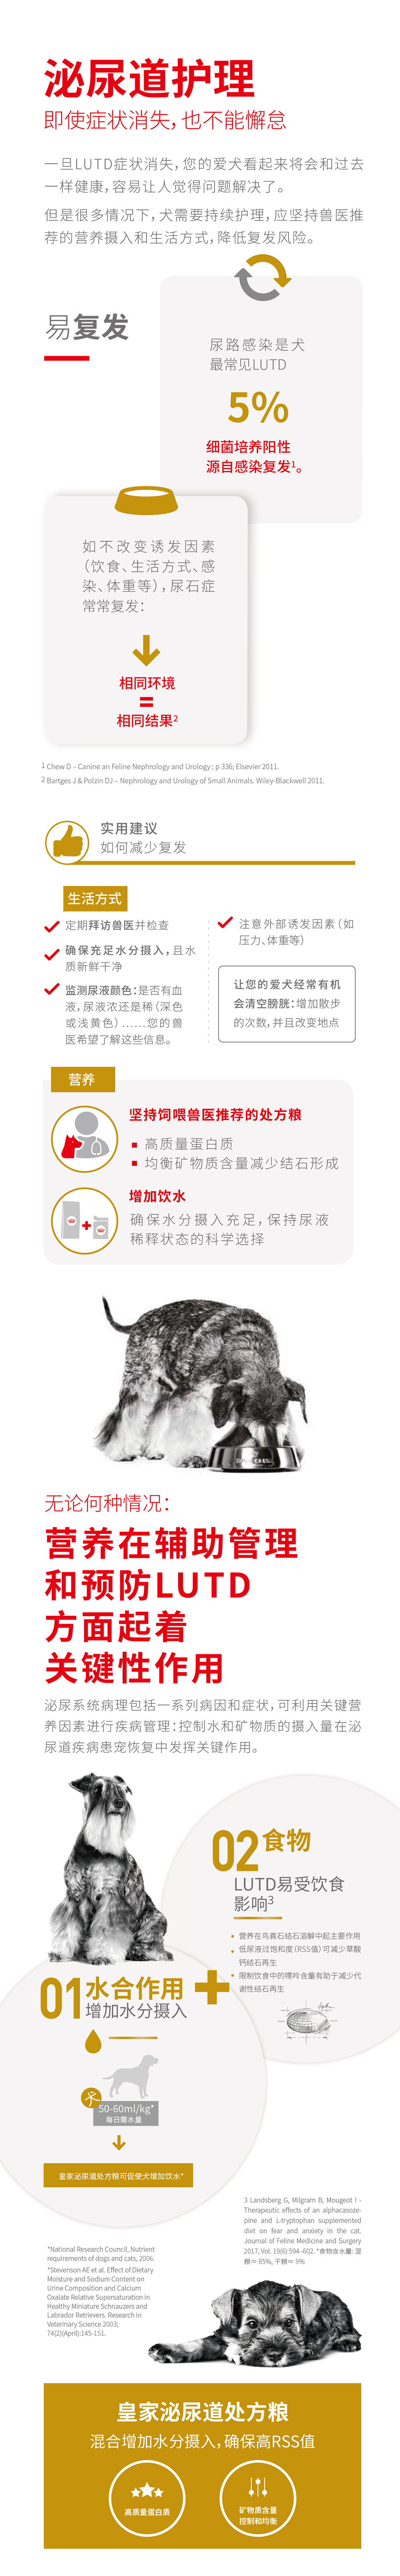 泌尿道护理
即使症状消失，也不能懈怠
一旦LUTD症状消失，您的爱犬看起来将会和过去
一样健康，容易让人觉得问题解决了。
但是很多情况下，犬需要持续护理，应坚持兽医推
荐的营养摄入和生活方式，降低复发风险。
易复发
尿路感染是犬
最常见LUTD
5%
细菌培养阳性
源自感染复发1。
如不改变诱发因素
（饮食、生活方式、感
染、体重等），尿石症
常常复发：
相同环境
=
相同结果2
1 Chew D – Canine an Feline Nephrology and Urology ; p 336; Elsevier 2011.
2 Bartges J & Polzin DJ – Nephrology and Urology of Small Animals. Wiley-Blackwell 2011.
实用建议
如何减少复发
生活方式
定期拜访兽医并检查
确保充足水分摄入，且水
质新鲜干净
监测尿液颜色：是否有血
液，尿液浓还是稀（深色
或浅黄色）……您的兽
医希望了解这些信息。
注意外部诱发因素（如
压力、体重等）
让您的爱犬经常有机
会清空膀胱：增加散步
的次数，并且改变地点
营养
坚持饲喂兽医推荐的处方粮
高质量蛋白质
均衡矿物质含量减少结石形成
增加饮水
确保水分摄入充足，保持尿液
稀释状态的科学选择
无论何种情况：
营养在辅助管理
和预防LUTD
方面起着
关键性作用
泌尿系统病理包括一系列病因和症状，可利用关键营
养因素进行疾病管理：控制水和矿物质的摄入量在泌
尿道疾病患宠恢复中发挥关键作用。
02食物
LUTD易受饮食
影响3
营养在鸟粪石结石溶解中起主要作用
低尿液过饱和度（RSS值）可减少草酸
钙结石再生
限制饮食中的嘌呤含量有助于减少代
谢性结石再生
01水合作用
增加水分摄入
50-60ml/kg*
每日需水量
皇家泌尿道处方粮可促使犬增加饮水*
3 Landsberg G, Milgram B, Mougeot I -
Therapeutic effects of an alphacasoze-
pine and L-tryptophan supplemented
diet on fear and anxiety in the cat.
Journal of Feline Medicine and Surgery
2017, Vol. 19(6) 594–602. *食物含水量: 湿
粮≈ 85%, 干粮≈ 9%
*National Research Council, Nutrient
requirements of dogs and cats, 2006.
*Stevenson AE et al. Effect of Dietary
Moisture and Sodium Content on
Urine Composition and Calcium
Oxalate Relative Supersaturation in
Healthy Miniature Schnauzers and
Labrador Retrievers. Research in
Veterinary Science 2003;
74(2)(April):145-151.
皇家泌尿道处方粮
混合增加水分摄入，确保高RSS值
高质量蛋白质
矿物质含量
控制和均衡